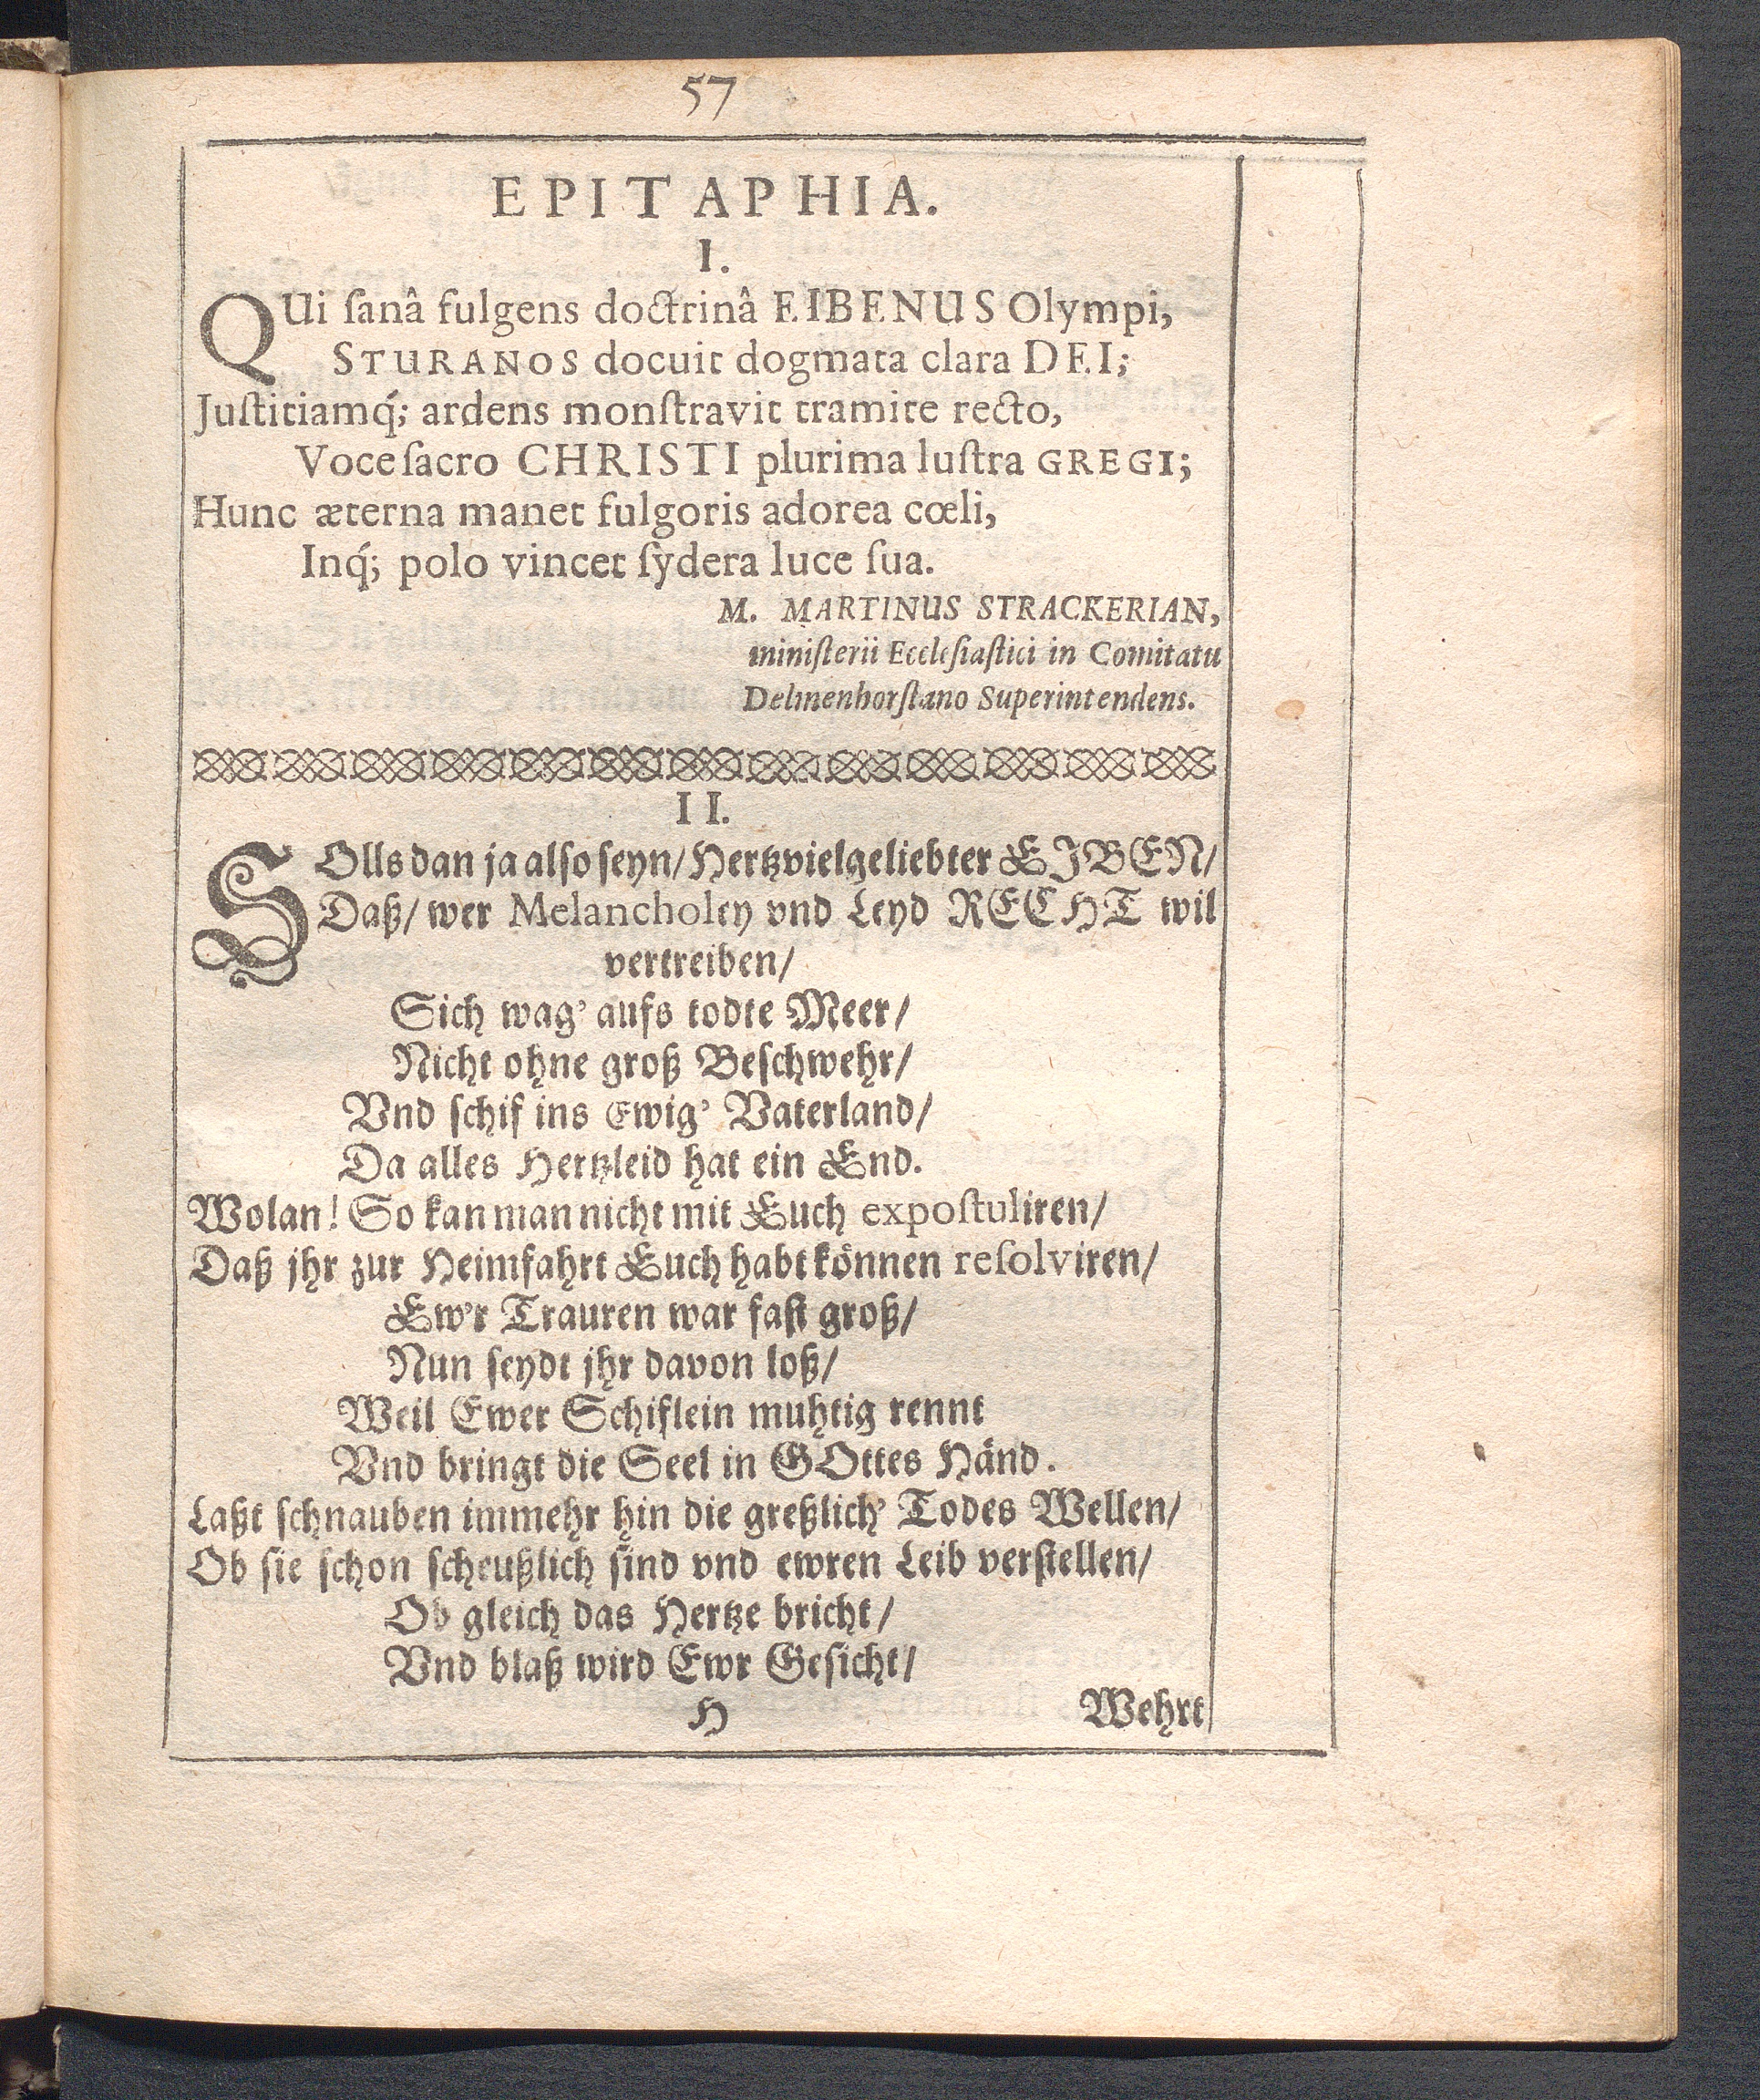 57
EPITAPHIA.
I.
QUi ſanâ fulgens doctrinâ EIBENUS Olympi,
STURANOS docuit dogmata clara DEI;
Juſtitiamq́; ardens monſtravit tramite recto,
Voce ſacro CHRISTI plurima luſtra GREGI;
Hunc æterna manet fulgoris adorea cœli,
Inq́; polo vincet ſydera luce ſua.
M. MARTINUS STRACKERIAN,
miniſterii Eccleſiaſtici in Comitatu
Delmenhorſtano Superintendens.
II.
SOlls dan ja alſo ſeyn/ Hertzvielgeliebter EJBEN/
Daß/ wer Melancholey vnd Leyd RECHT wil
vertreiben/
Sich wag' aufs todte Meer/
Nicht ohne groß Beſchwehr/
Vnd ſchif ins Ewig' Vaterland/
Da alles Hertzleid hat ein End.
Wolan! So kan man nicht mit Euch expoſtuliren/
Daß jhr zur Heimfahrt Euch habt koͤnnen reſolviren/
Ew'r Trauren war faſt groß/
Nun ſeydt jhr davon loß/
Weil Ewer Schiflein muhtig rennt
Vnd bringt die Seel in GOttes Haͤnd.
Laßt ſchnauben immehr hin die greßlich' Todes Wellen/
Ob ſie ſchon ſcheußlich ſind vnd ewren Leib verſtellen/
Ob gleich das Hertze bricht/
Vnd blaß wird Ewr Geſicht/
H
Wehrt